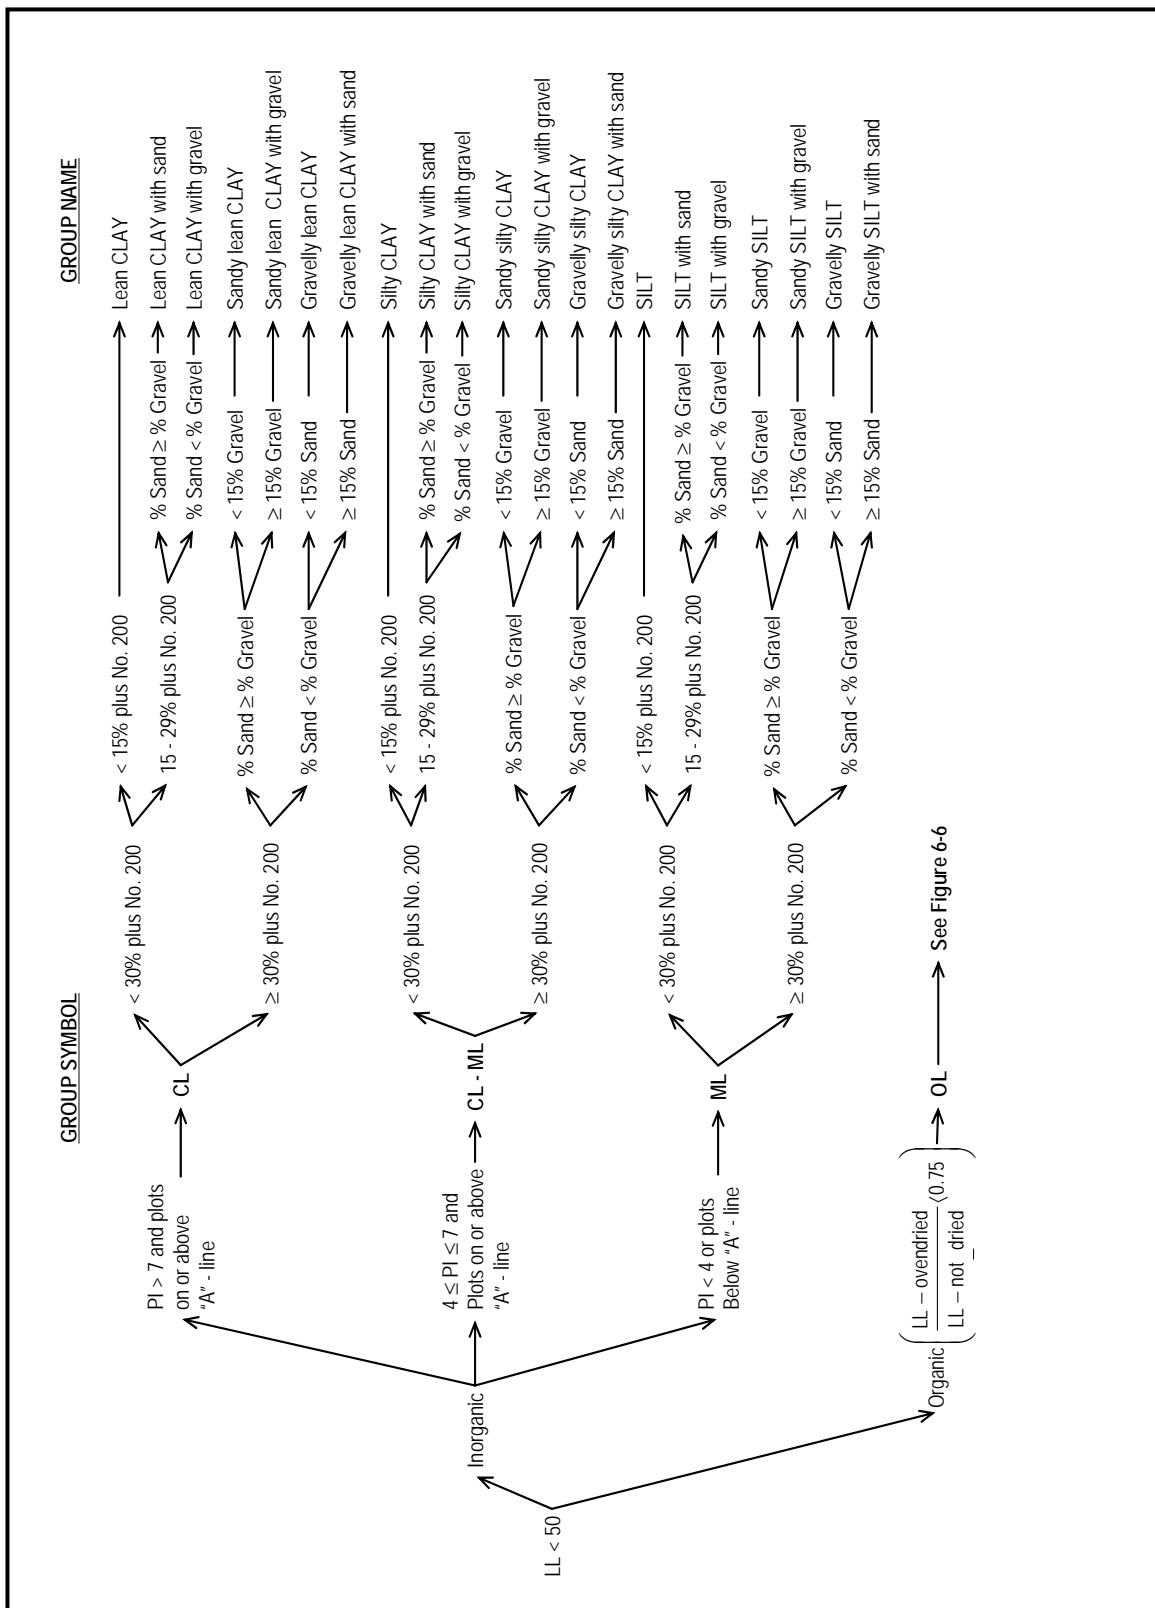 GROUP SYMBOL
GROUP NAME
LL < 50
Inorganic
PI > 7 and plots
on or above
"A" - line
CL
< 30% plus No. 200
< 15% plus No. 200
Lean CLAY
15 - 29% plus No. 200
% Sand ≥ % Gravel
Lean CLAY with sand
% Sand < % Gravel
Lean CLAY with gravel
≥ 30% plus No. 200
% Sand ≥ % Gravel
< 15% Gravel
Sandy lean CLAY
≥ 15% Gravel
Sandy lean CLAY with gravel
% Sand < % Gravel
< 15% Sand
Gravelly lean CLAY
≥ 15% Sand
Gravelly lean CLAY with sand
4 ≤ PI ≤ 7 and
Plots on or above
"A" - line
CL - ML
< 30% plus No. 200
< 15% plus No. 200
Silty CLAY
15 - 29% plus No. 200
% Sand ≥ % Gravel
Silty CLAY with sand
% Sand < % Gravel
Silty CLAY with gravel
≥ 30% plus No. 200
% Sand ≥ % Gravel
< 15% Gravel
Sandy silty CLAY
≥ 15% Gravel
Sandy silty CLAY with gravel
% Sand < % Gravel
< 15% Sand
Gravelly silty CLAY
≥ 15% Sand
Gravelly silty CLAY with sand
PI < 4 or plots
Below "A" - line
ML
< 30% plus No. 200
< 15% plus No. 200
SILT
15 - 29% plus No. 200
% Sand ≥ % Gravel
SILT with sand
% Sand < % Gravel
SILT with gravel
≥ 30% plus No. 200
% Sand ≥ % Gravel
< 15% Gravel
Sandy SILT
≥ 15% Gravel
Sandy SILT with gravel
% Sand < % Gravel
< 15% Sand
Gravelly SILT
≥ 15% Sand
Gravelly SILT with sand
Organic
LL – ovendried
LL – not _ dried
⟨0.75
OL
See Figure 6-6